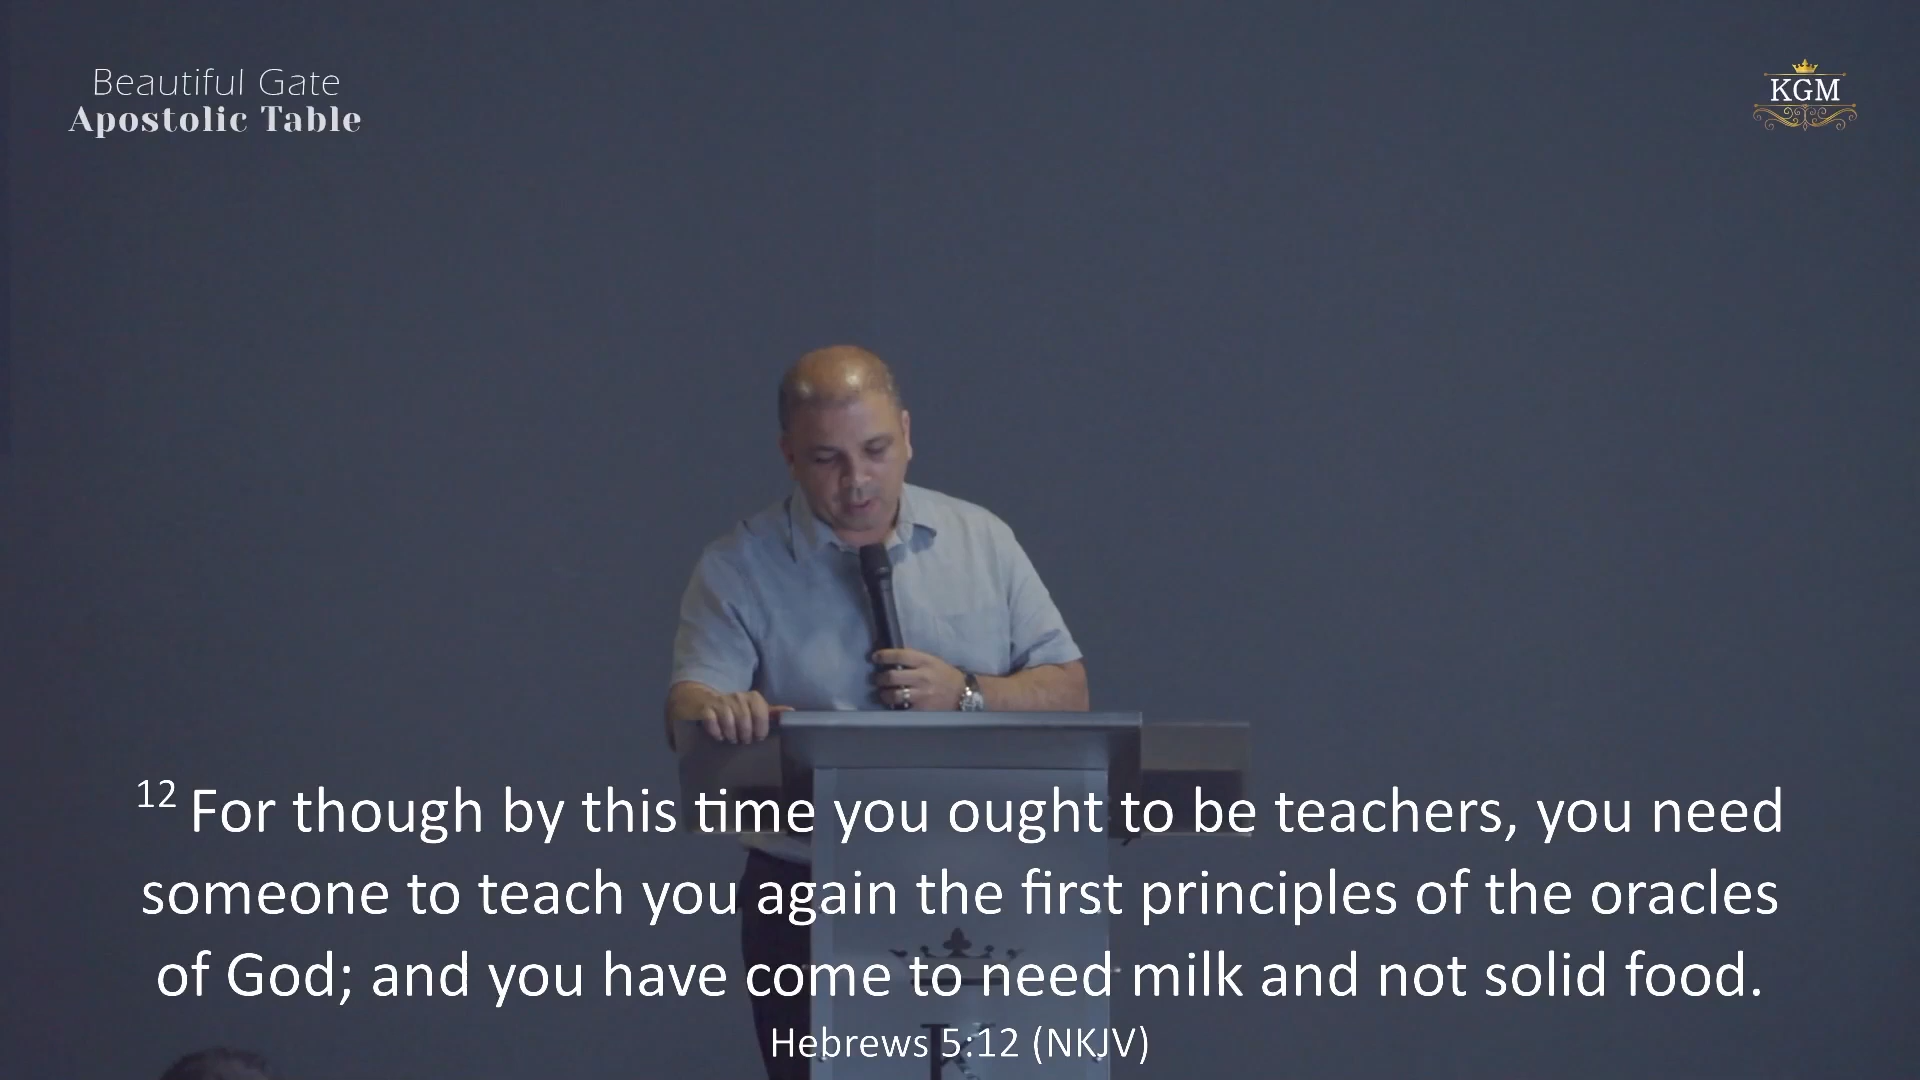 Beautiful Gate
Apostolic Table
KGM
12 For though by this time you ought to be teachers, you need
someone to teach you again the first principles of the oracles
of God; and you have come to need milk and not solid food.
Hebrews 5:12 (NKJV)
K